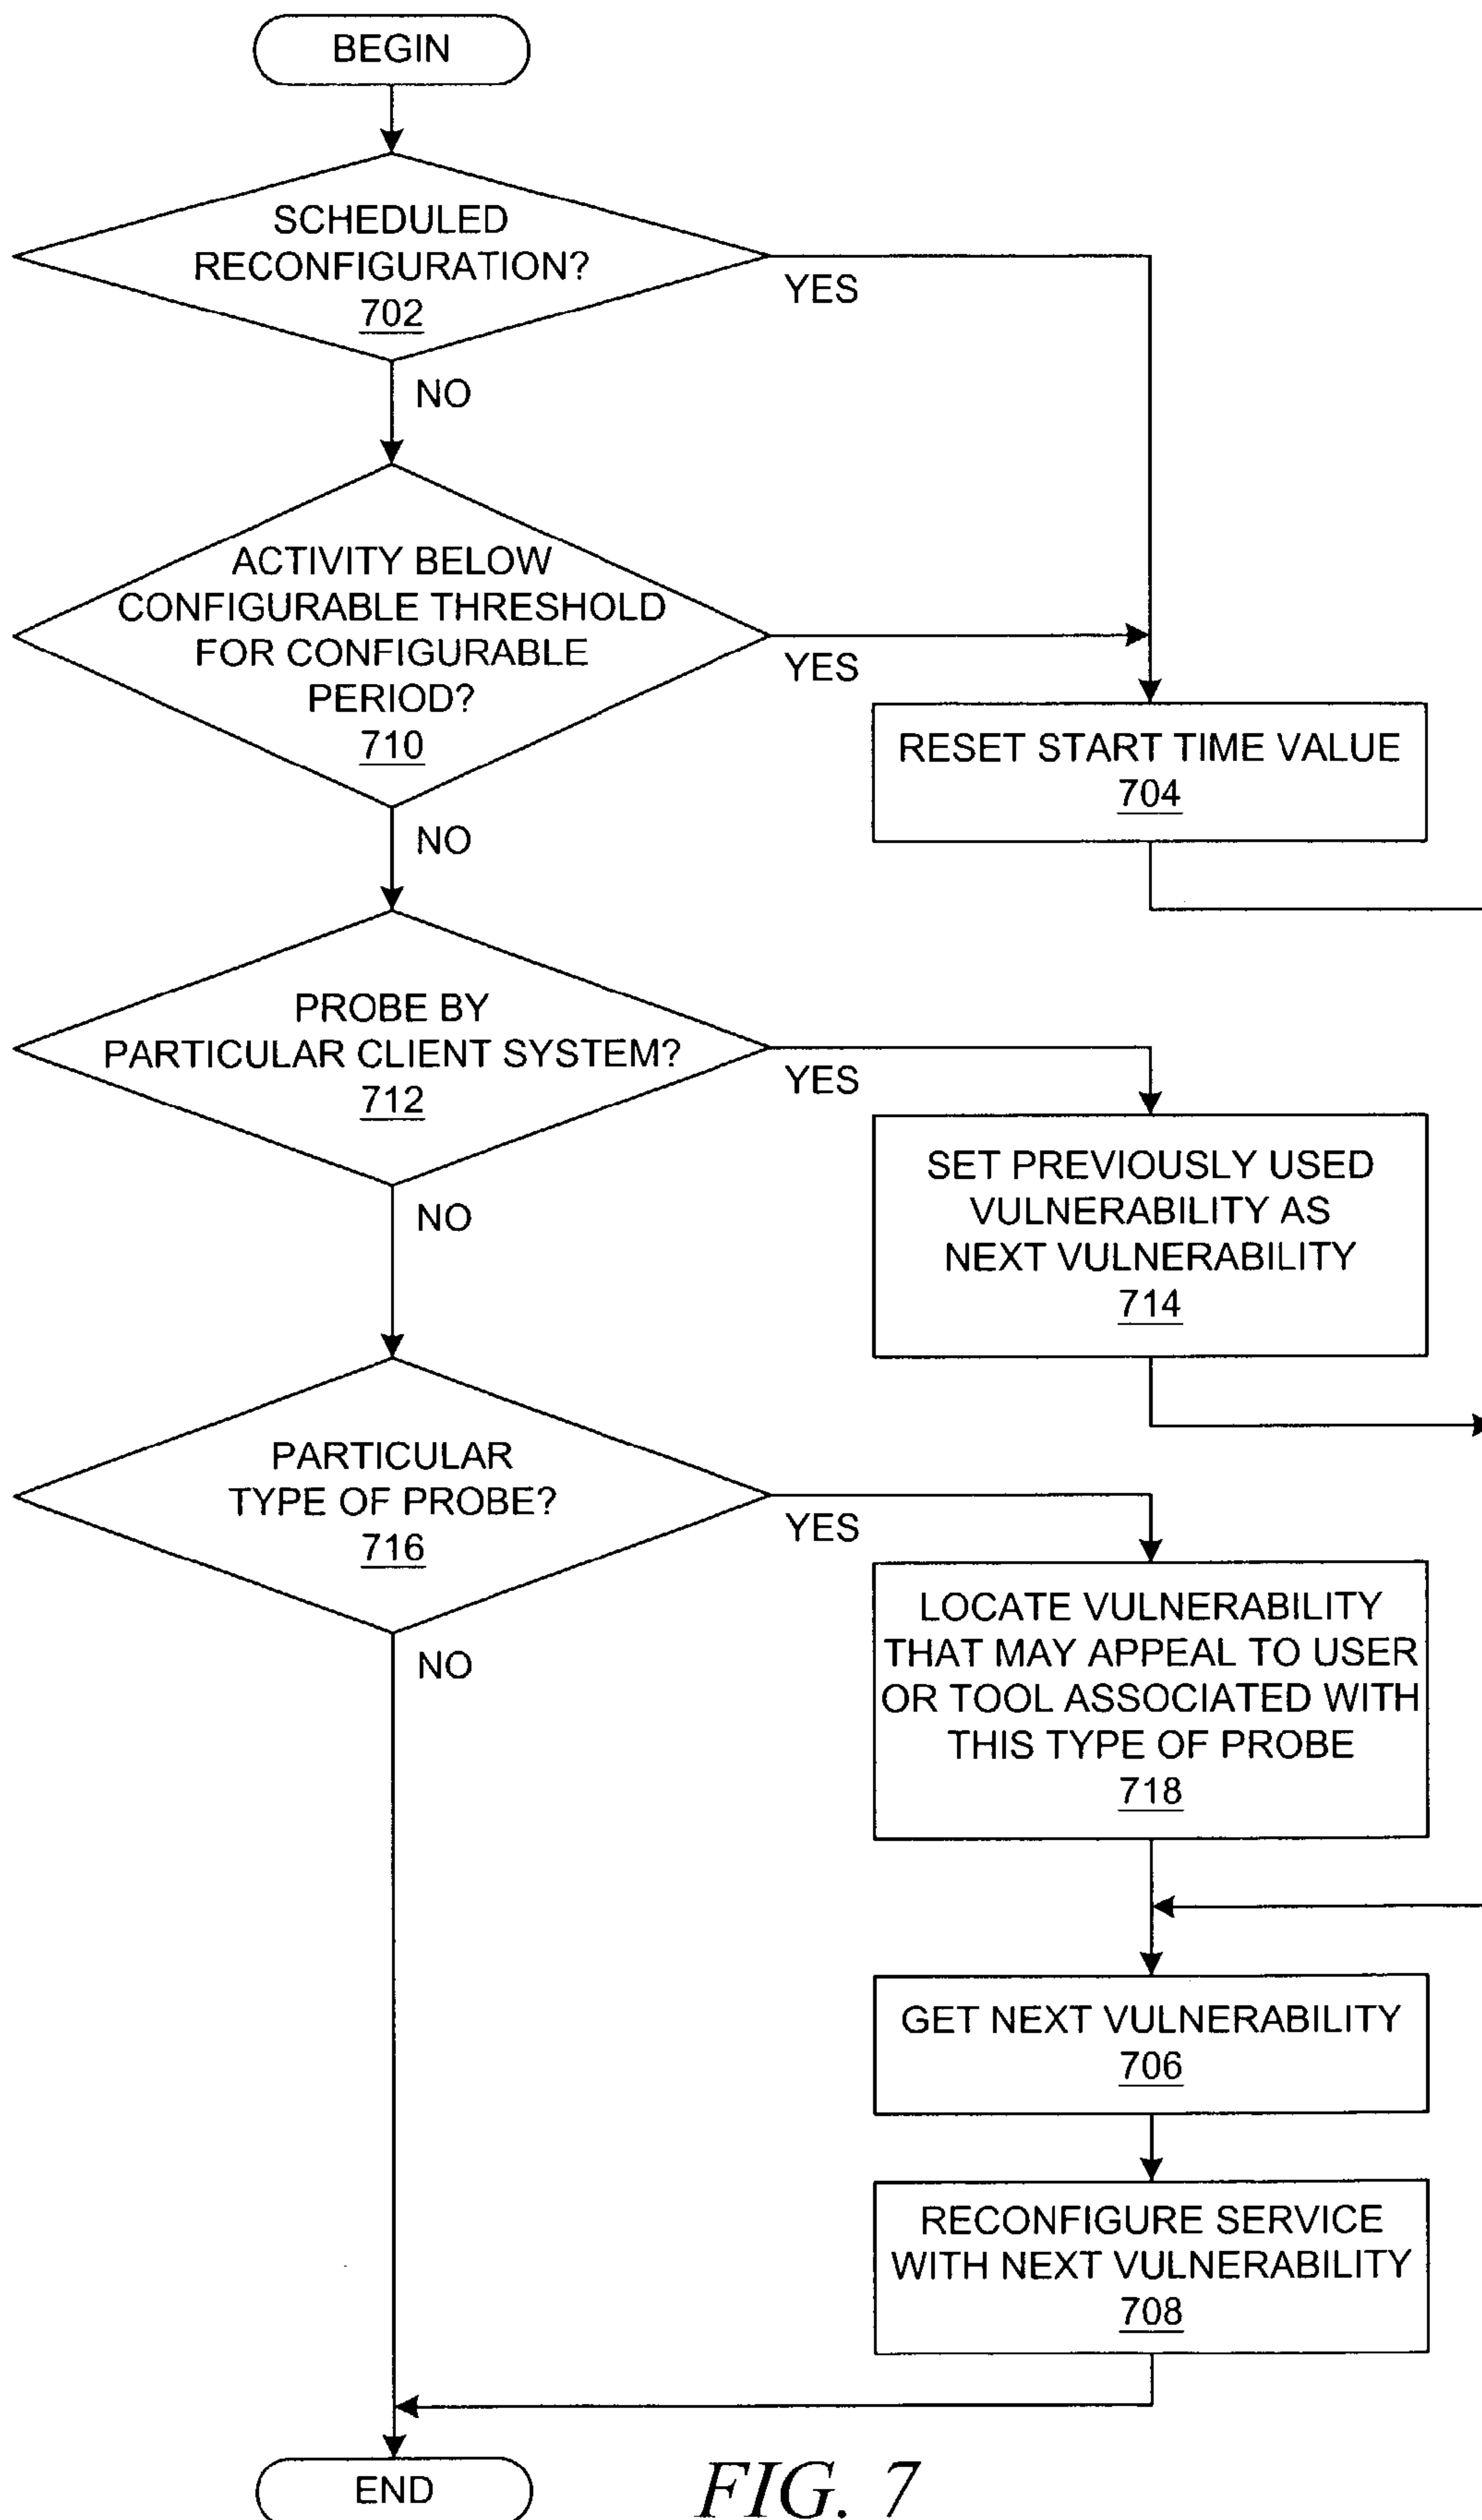 BEGIN
SCHEDULED
RECONFIGURATION?
702
YES
NO
ACTIVITY BELOW
CONFIGURABLE THRESHOLD
FOR CONFIGURABLE
PERIOD?
710
YES
RESET START TIME VALUE
704
NO
PROBE BY
PARTICULAR CLIENT SYSTEM?
712
YES
SET PREVIOUSLY USED
VULNERABILITY AS
NEXT VULNERABILITY
714
NO
PARTICULAR
TYPE OF PROBE?
716
YES
LOCATE VULNERABILITY
THAT MAY APPEAL TO USER
OR TOOL ASSOCIATED WITH
THIS TYPE OF PROBE
718
NO
GET NEXT VULNERABILITY
706
RECONFIGURE SERVICE
WITH NEXT VULNERABILITY
708
END
FIG. 7